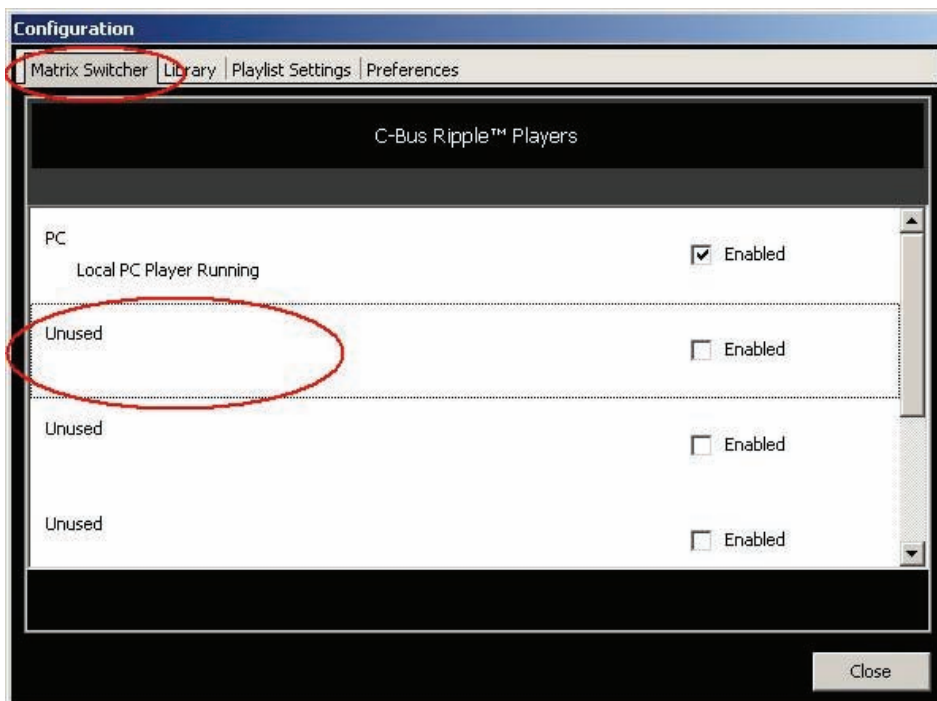 Configuration
Matrix Switcher Library Playlist Settings Preferences
C-Bus Ripple™ Players
PC
Enabled
Local PC Player Running
Unused
Enabled
Unused
Enabled
Unused
Enabled
Close